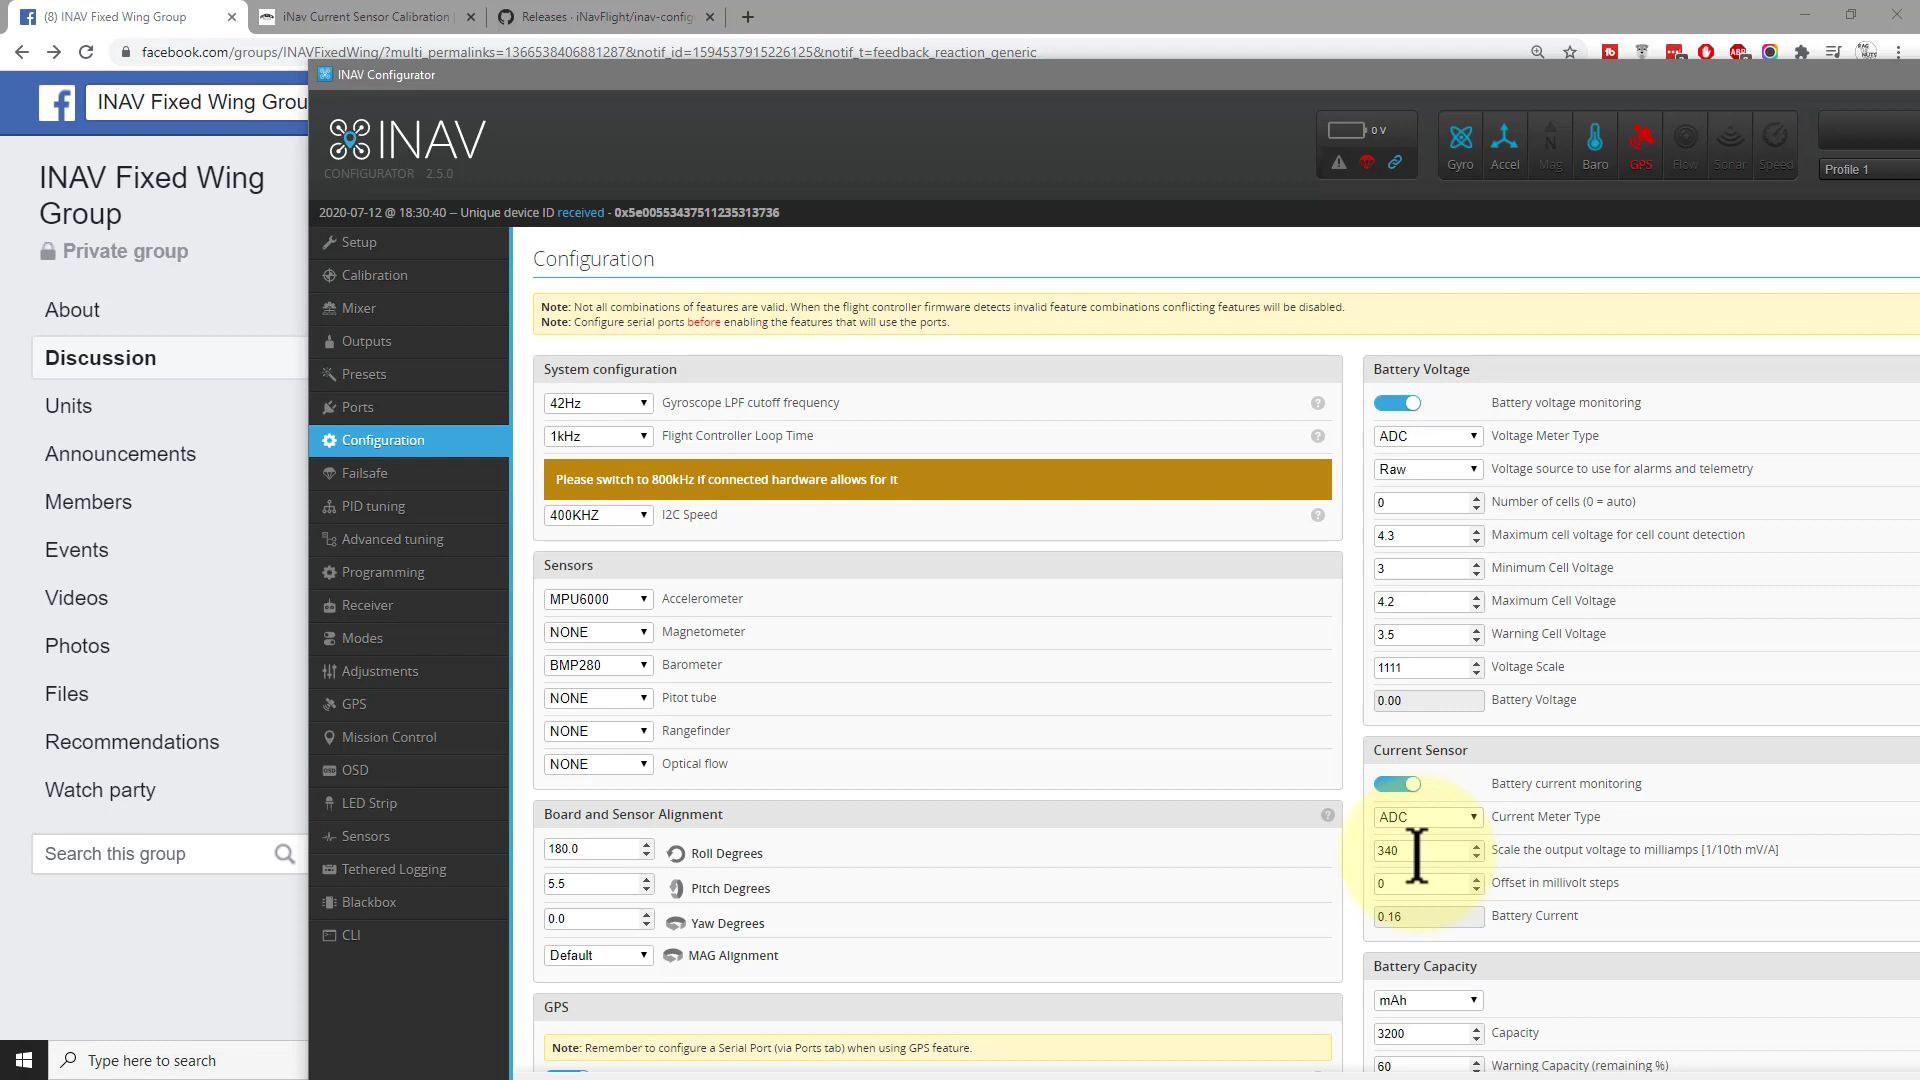 (8) INAV Fixed Wing Group
iNav Current Sensor Calibration
Releases · iNavFlight/inav-config
facebook.com/groups/INAVFixedWing/?multi_permalinks=13665384068812​87&notif_id=1594537915226125&notif_t=feedback_reaction_generic
INAV Fixed Wing Grou
INAV Fixed Wing
Group
Private group
About
Discussion
Units
Announcements
Members
Events
Videos
Photos
Files
Recommendations
Watch party
Search this group
Type here to search
INAV Configurator
INAV
CONFIGURATOR 2.5.0
0 V
Gyro
Accel
Mag
Baro
GPS
Flow
Sonar
Speed
Profile 1
2020-07-12 @ 18:30:40 -- Unique device ID received - 0x5e005534375​11235313736
Setup
Calibration
Mixer
Outputs
Presets
Ports
Configuration
Failsafe
PID tuning
Advanced tuning
Programming
Receiver
Modes
Adjustments
GPS
Mission Control
OSD
LED Strip
Sensors
Tethered Logging
Blackbox
CLI
Configuration
Note: Not all combinations of features are valid. When the flight controller firmware detects invalid feature combinations conflicting features will be disabled.
Note: Configure serial ports before enabling the features that will use the ports.
System configuration
42Hz Gyroscope LPF cutoff frequency
1kHz Flight Controller Loop Time
Please switch to 800kHz if connected hardware allows for it
400KHZ I2C Speed
Sensors
MPU6000 Accelerometer
NONE Magnetometer
BMP280 Barometer
NONE Pitot tube
NONE Rangefinder
NONE Optical flow
Board and Sensor Alignment
180.0 Roll Degrees
5.5 Pitch Degrees
0.0 Yaw Degrees
Default MAG Alignment
GPS
Note: Remember to configure a Serial Port (via Ports tab) when using GPS feature.
Battery Voltage
Battery voltage monitoring
ADC Voltage Meter Type
Raw Voltage source to use for alarms and telemetry
0 Number of cells (0 = auto)
4.3 Maximum cell voltage for cell count detection
3 Minimum Cell Voltage
4.2 Maximum Cell Voltage
3.5 Warning Cell Voltage
1111 Voltage Scale
0.00 Battery Voltage
Current Sensor
Battery current monitoring
ADC Current Meter Type
340 Scale the output voltage to milliamps [1/10th mV/A]
0 Offset in millivolt steps
0.16 Battery Current
Battery Capacity
mAh
3200 Capacity
60 Warning Capacity (remaining %)